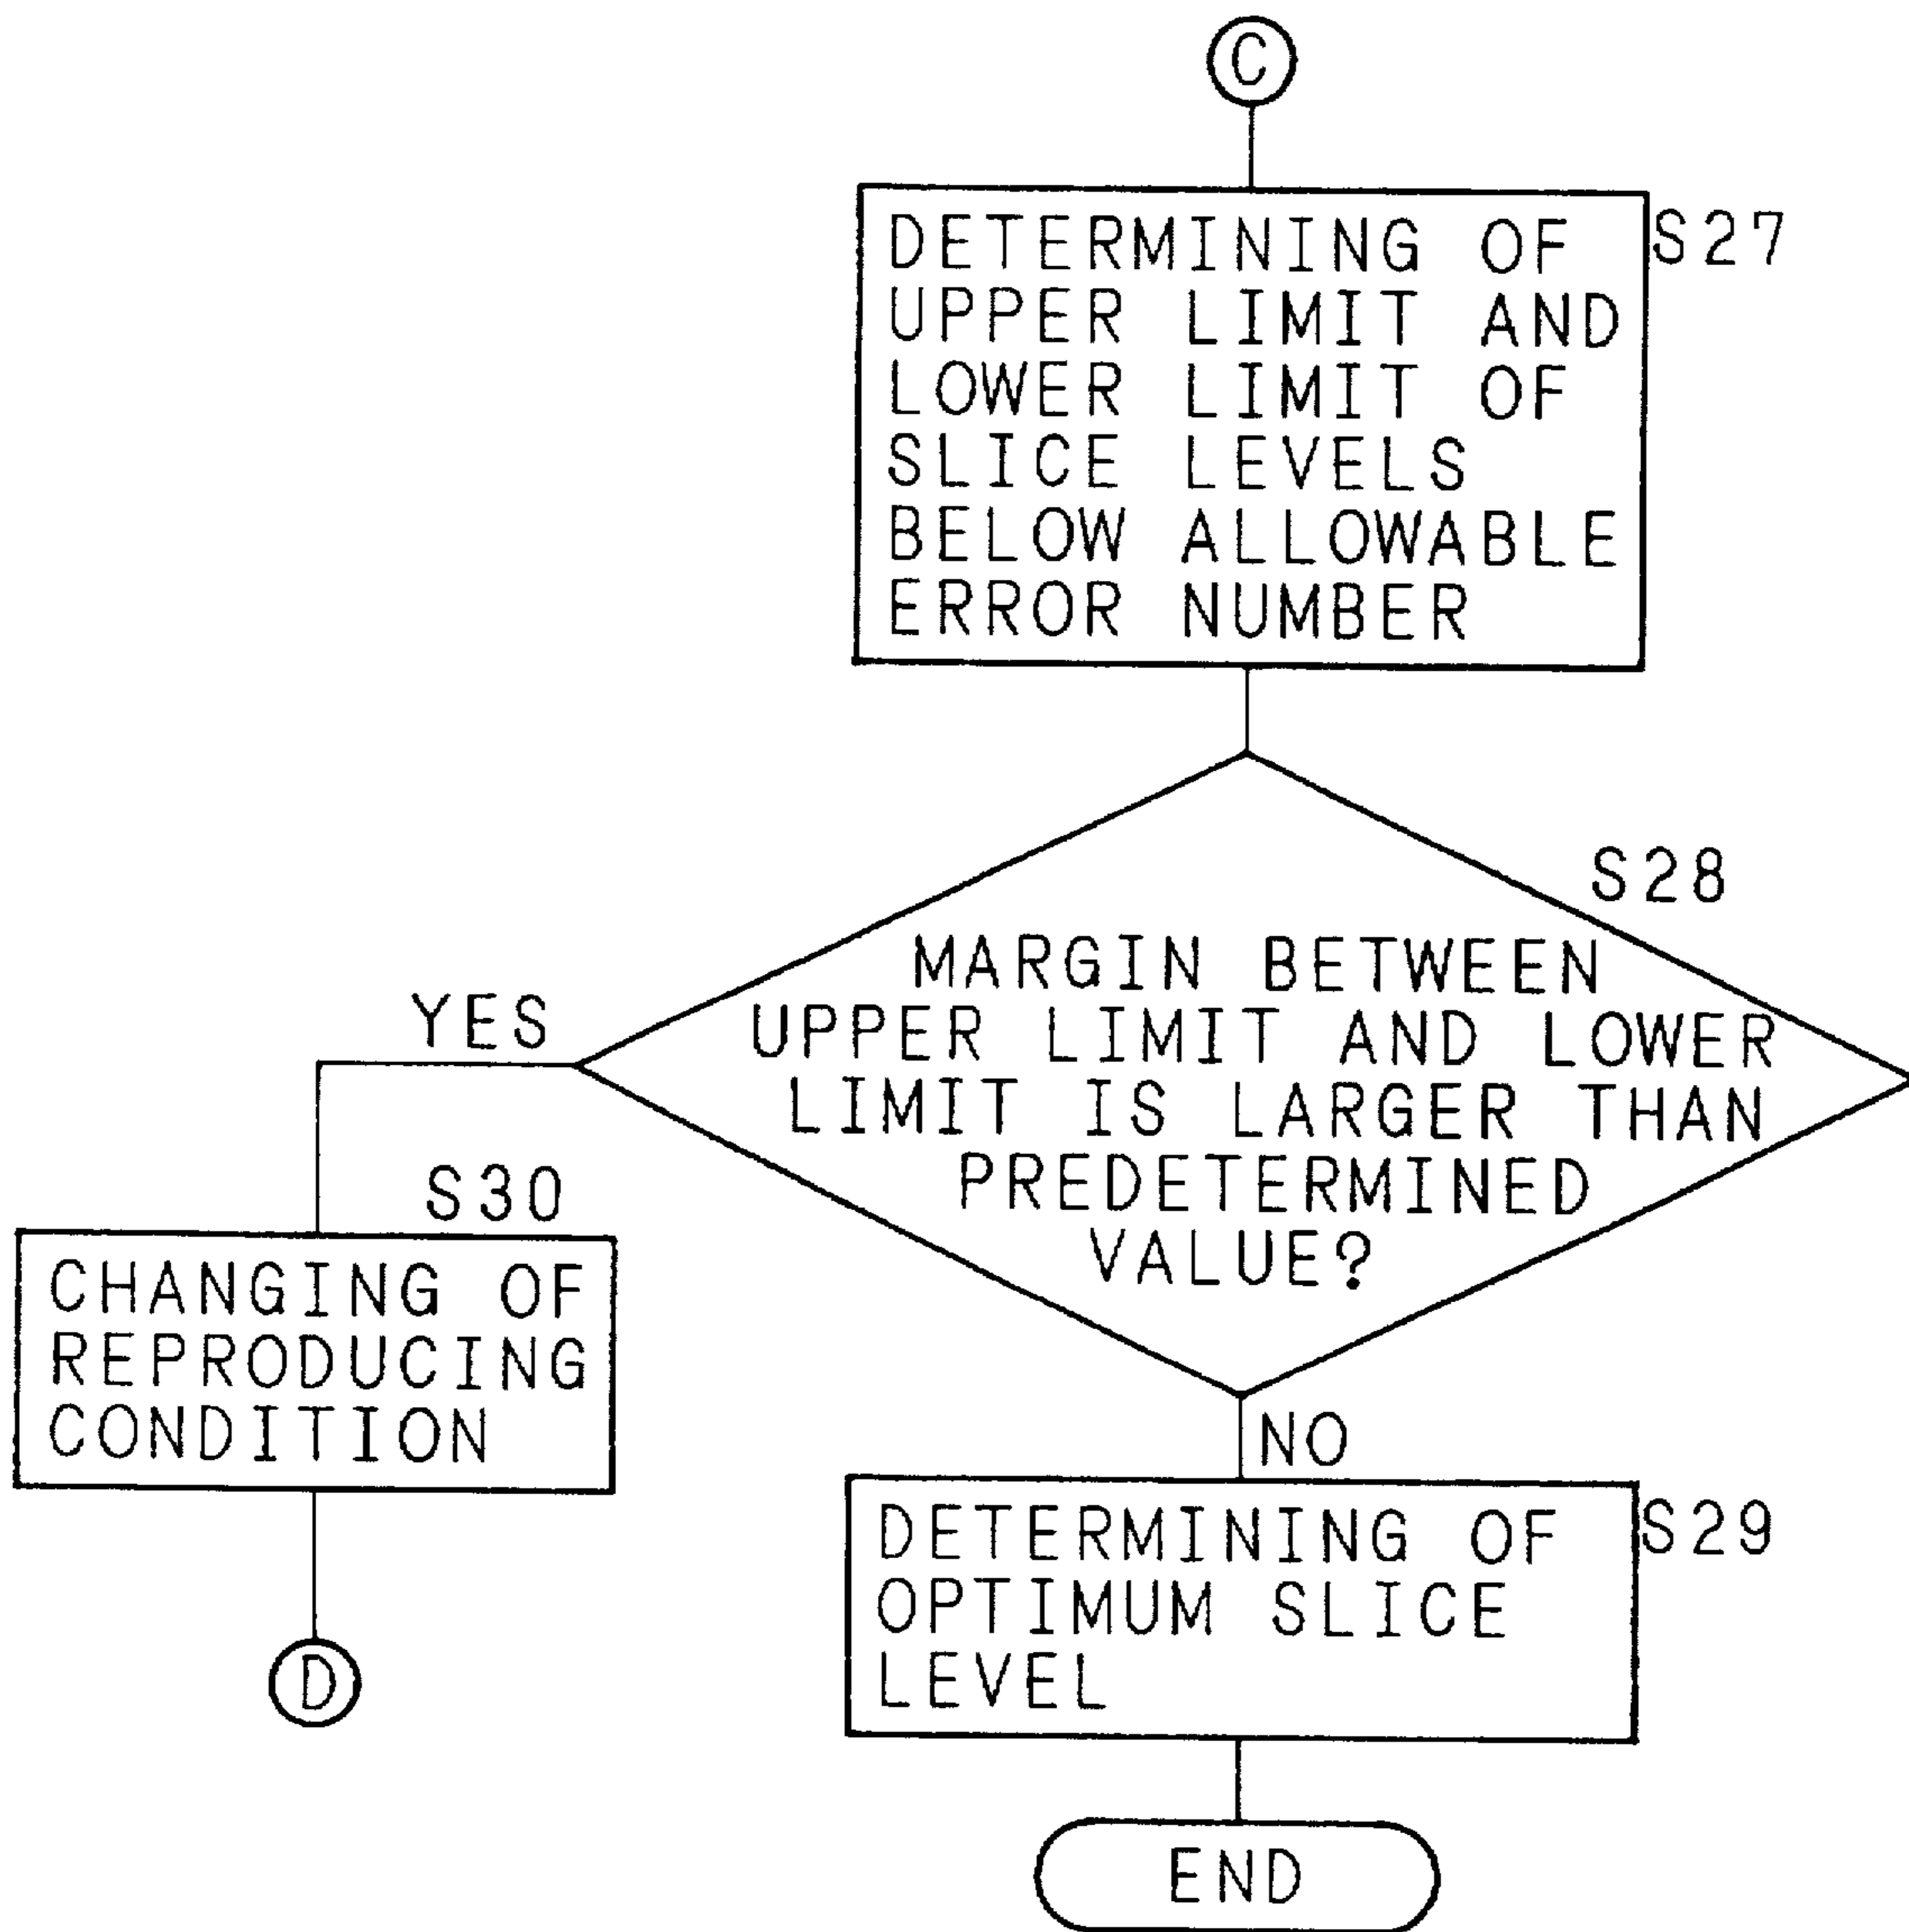 C
DETERMINING OF
UPPER LIMIT AND
LOWER LIMIT OF
SLICE LEVELS
BELOW ALLOWABLE
ERROR NUMBER
S27
S28
MARGIN BETWEEN
UPPER LIMIT AND LOWER
LIMIT IS LARGER THAN
PREDETERMINED
VALUE?
YES
S30
CHANGING OF
REPRODUCING
CONDITION
D
NO
DETERMINING OF
OPTIMUM SLICE
LEVEL
S29
END